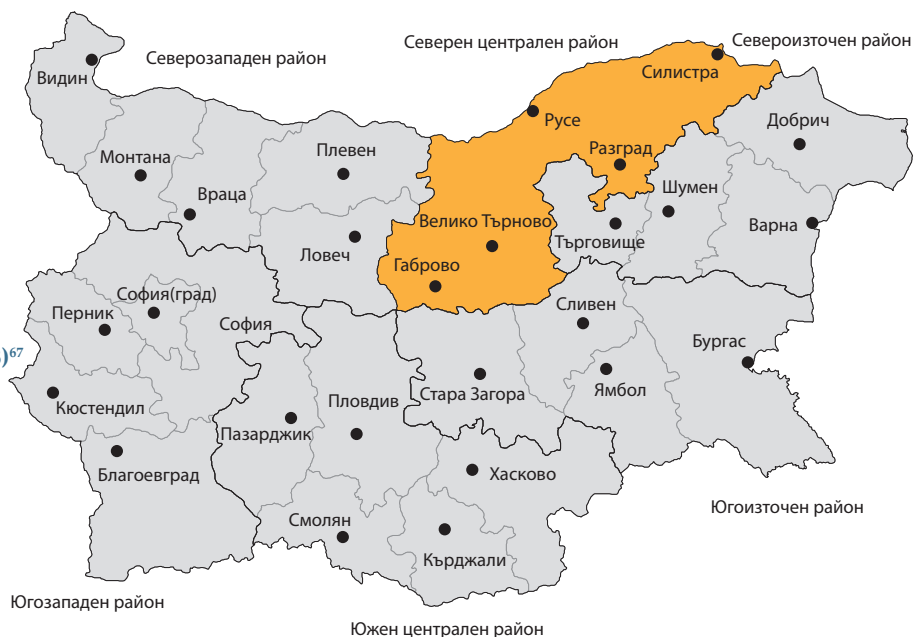 Северозападен район
Северен централен район
Североизточен район
Видин
Силистра
Русе
Добрич
Монтана
Плевен
Разград
Враца
Шумен
Велико Търново
Варна
Ловеч
Търговище
Габрово
София(град)
Перник
София
Сливен
)⁶⁷
Бургас
Кюстендил
Пловдив
Стара Загора
Ямбол
Пазарджик
Благоевград
Хасково
Югоизточен район
Смолян
Кърджали
Югозападен район
Южен централен район